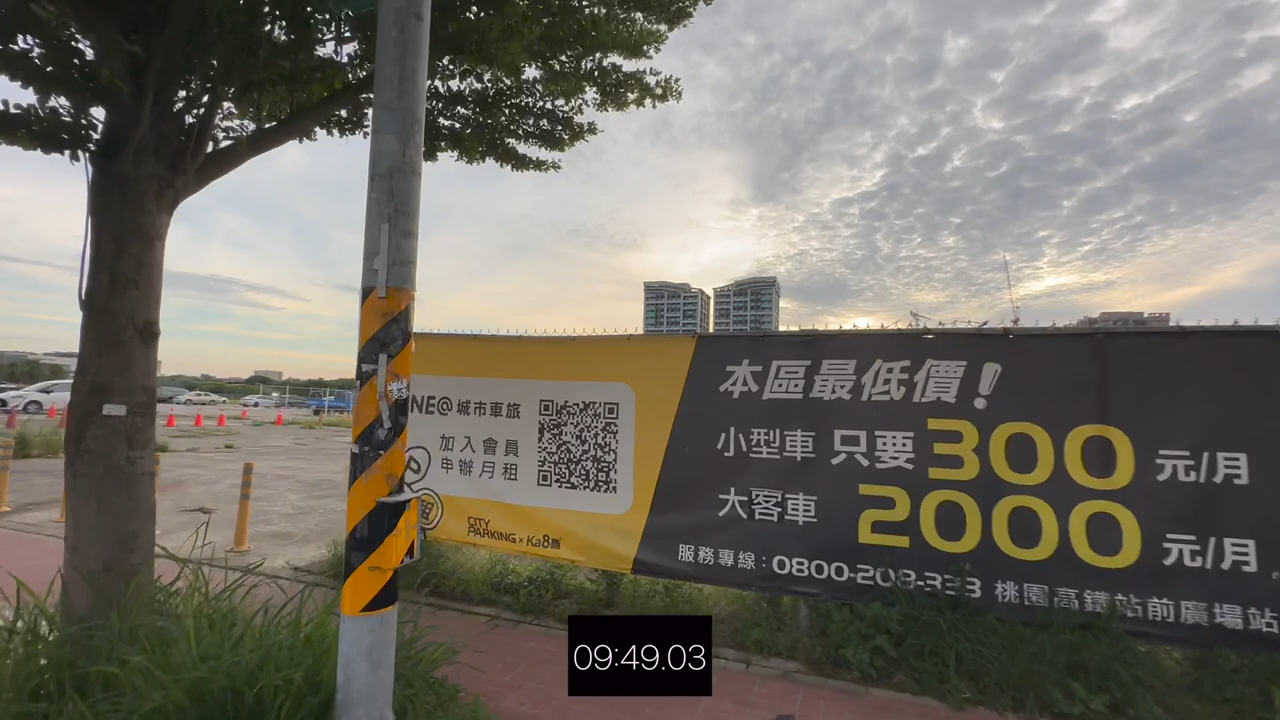 NE@ 城市車旅
加入會員
申辦月租
CITY
PARKING × Ka8
本區最低價!
小型車 只要 300 元/月
大客車 2000 元/月
服務專線:0800-208-333 桃園高鐵站前廣場站
09:49.03